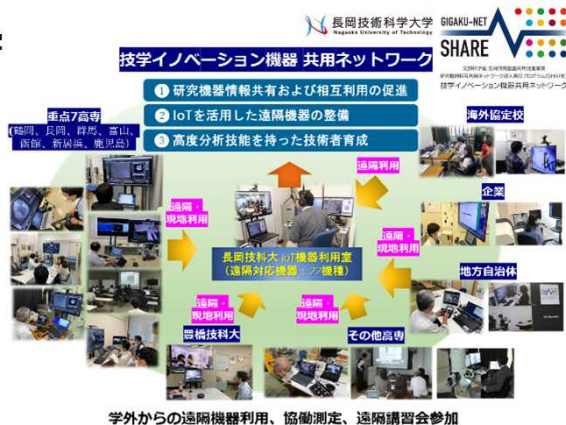 長岡技術科学大学
Nagaoka University of Technology
GIGAKU-NET
SHARE
技学イノベーション機器共用ネットワーク
技学イノベーション機器 共用ネットワーク
① 研究機器情報共有および相互利用の促進
② IoTを活用した遠隔機器の整備
③ 高度分析技能を持った技術者育成
重点7高専
(鶴岡、長岡、群馬、富山、
函館、新居浜、鹿児島)
海外協定校
遠隔利用
企業
遠隔・
現地利用
遠隔・
現地利用
長岡技科大 IoT機器利用室
(遠隔対応機器:77機種)
地方自治体
遠隔・
現地利用
遠隔・
現地利用
豊橋技科大
その他高専
学外からの遠隔機器利用、協働測定、遠隔講習会参加